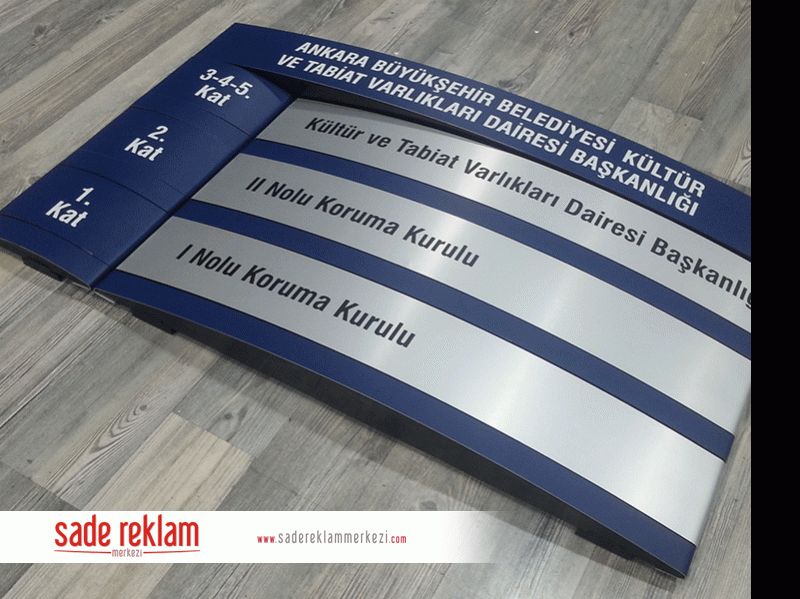 ANKARA BÜYÜKŞEHİR BELEDİYESİ KÜLTÜR
VE TABİAT VARLIKLARI DAİRESİ BAŞKANLIĞI
3-4-5.
Kat
Kültür ve Tabiat Varlıkları Dairesi Başkanlığ
2.
Kat
II Nolu Koruma Kurulu
1.
Kat
I Nolu Koruma Kurulu
sade reklam
merkezi
www.sadereklammerkezi.com